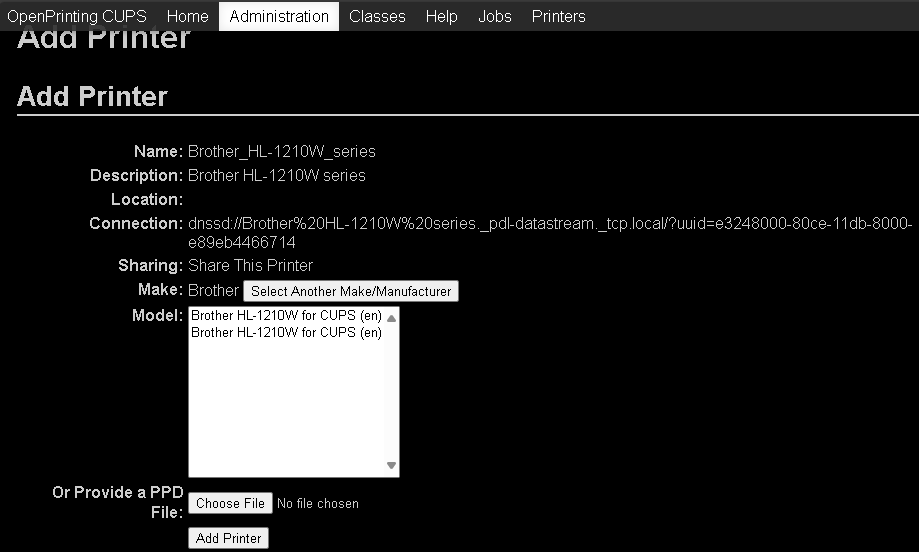 OpenPrinting CUPS Home Administration Classes Help Jobs Printers
Add Printer
Add Printer
Name: Brother_HL-1210W_series
Description: Brother HL-1210W series
Location:
Connection: dnssd://Brother%20HL-1210W%20series._pdl-datastream._tcp.local/?uuid=e3248000-80ce-11db-8000-
e89eb4466714
Sharing: Share This Printer
Make: Brother Select Another Make/Manufacturer
Model: Brother HL-1210W for CUPS (en)
Brother HL-1210W for CUPS (en)
Or Provide a PPD
File: Choose File No file chosen
Add Printer